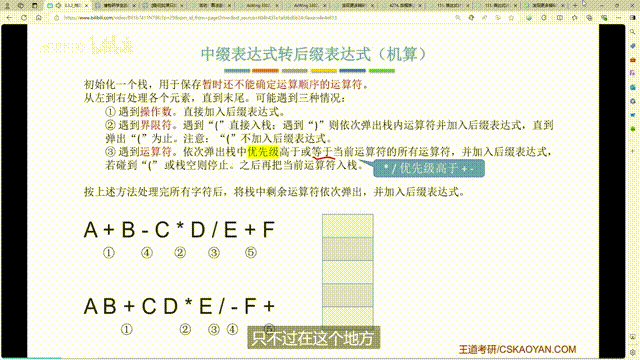 中缀表达式转后缀表达式（机算）
初始化一个栈，用于保存暂时还不能确定运算顺序的运算符。
从左到右处理各个元素，直到末尾。可能遇到三种情况：
① 遇到操作数。直接加入后缀表达式。
② 遇到界限符。遇到“(”直接入栈；遇到“)”则依次弹出栈内运算符并加入后缀表达式，直到
弹出“(”为止。注意：“(”不加入后缀表达式。
③ 遇到运算符。依次弹出栈中优先级高于或等于当前运算符的所有运算符，并加入后缀表达式，
若碰到“(”或栈空则停止。之后再把当前运算符入栈。
* / 优先级高于 + -
按上述方法处理完所有字符后，将栈中剩余运算符依次弹出，并加入后缀表达式。
A + B - C * D / E + F
① ④ ② ③ ⑤
A B + C D * E / - F +
① ② ③ ④ ⑤
只不过在这个地方
王道考研/CSKAOYAN.COM